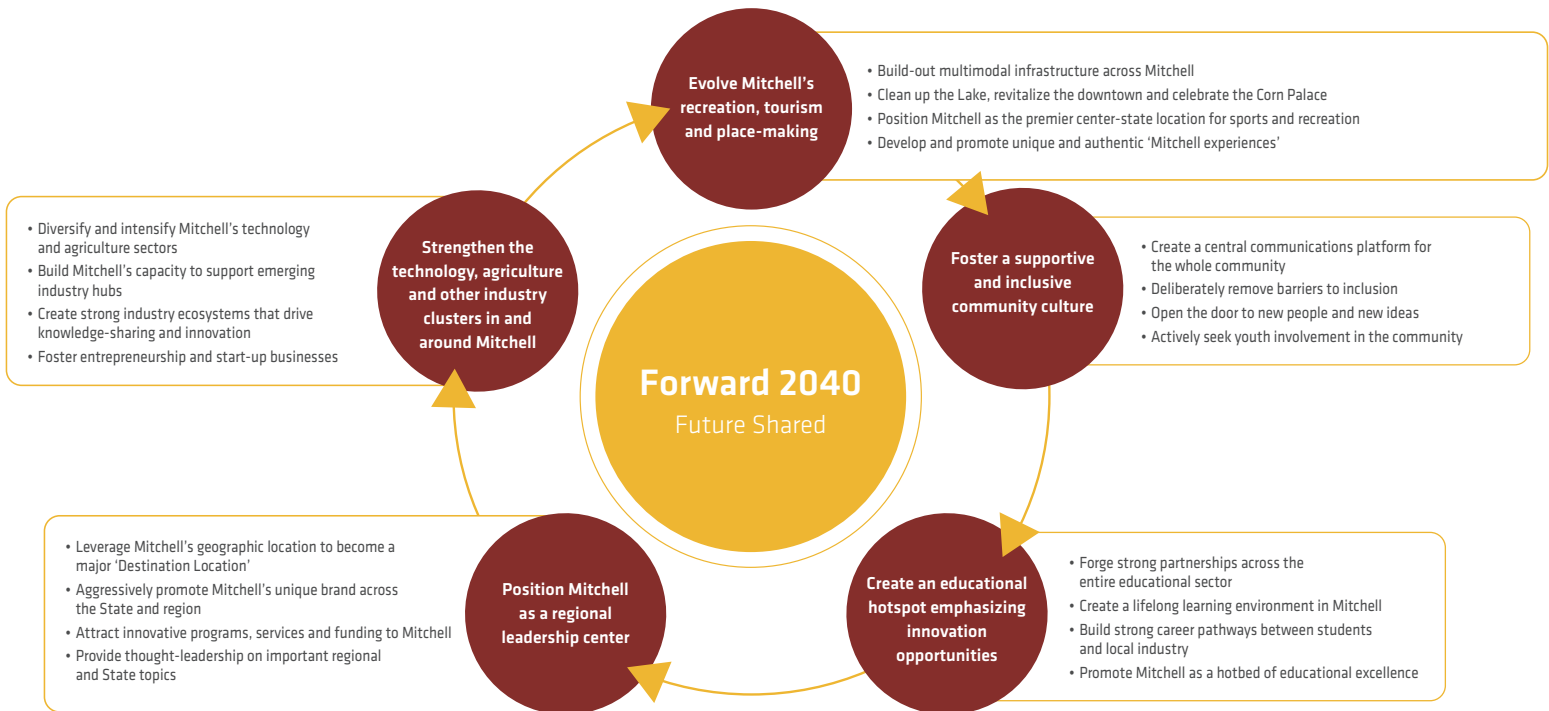 Evolve Mitchell's
recreation, tourism
and place-making
• Build-out multimodal infrastructure across Mitchell
• Clean up the Lake, revitalize the downtown and celebrate the Corn Palace
• Position Mitchell as the premier center-state location for sports and recreation
• Develop and promote unique and authentic 'Mitchell experiences'
Foster a supportive
and inclusive
community culture
• Create a central communications platform for
the whole community
• Deliberately remove barriers to inclusion
• Open the door to new people and new ideas
• Actively seek youth involvement in the community
Create an educational
hotspot emphasizing
innovation
opportunities
• Forge strong partnerships across the
entire educational sector
• Create a lifelong learning environment in Mitchell
• Build strong career pathways between students
and local industry
• Promote Mitchell as a hotbed of educational excellence
Position Mitchell
as a regional
leadership center
• Leverage Mitchell's geographic location to become a
major 'Destination Location'
• Aggressively promote Mitchell's unique brand across
the State and region
• Attract innovative programs, services and funding to Mitchell
• Provide thought-leadership on important regional
and State topics
Strengthen the
technology, agriculture
and other industry
clusters in and
around Mitchell
• Diversify and intensify Mitchell's technology
and agriculture sectors
• Build Mitchell's capacity to support emerging
industry hubs
• Create strong industry ecosystems that drive
knowledge-sharing and innovation
• Foster entrepreneurship and start-up businesses
Forward 2040
Future Shared